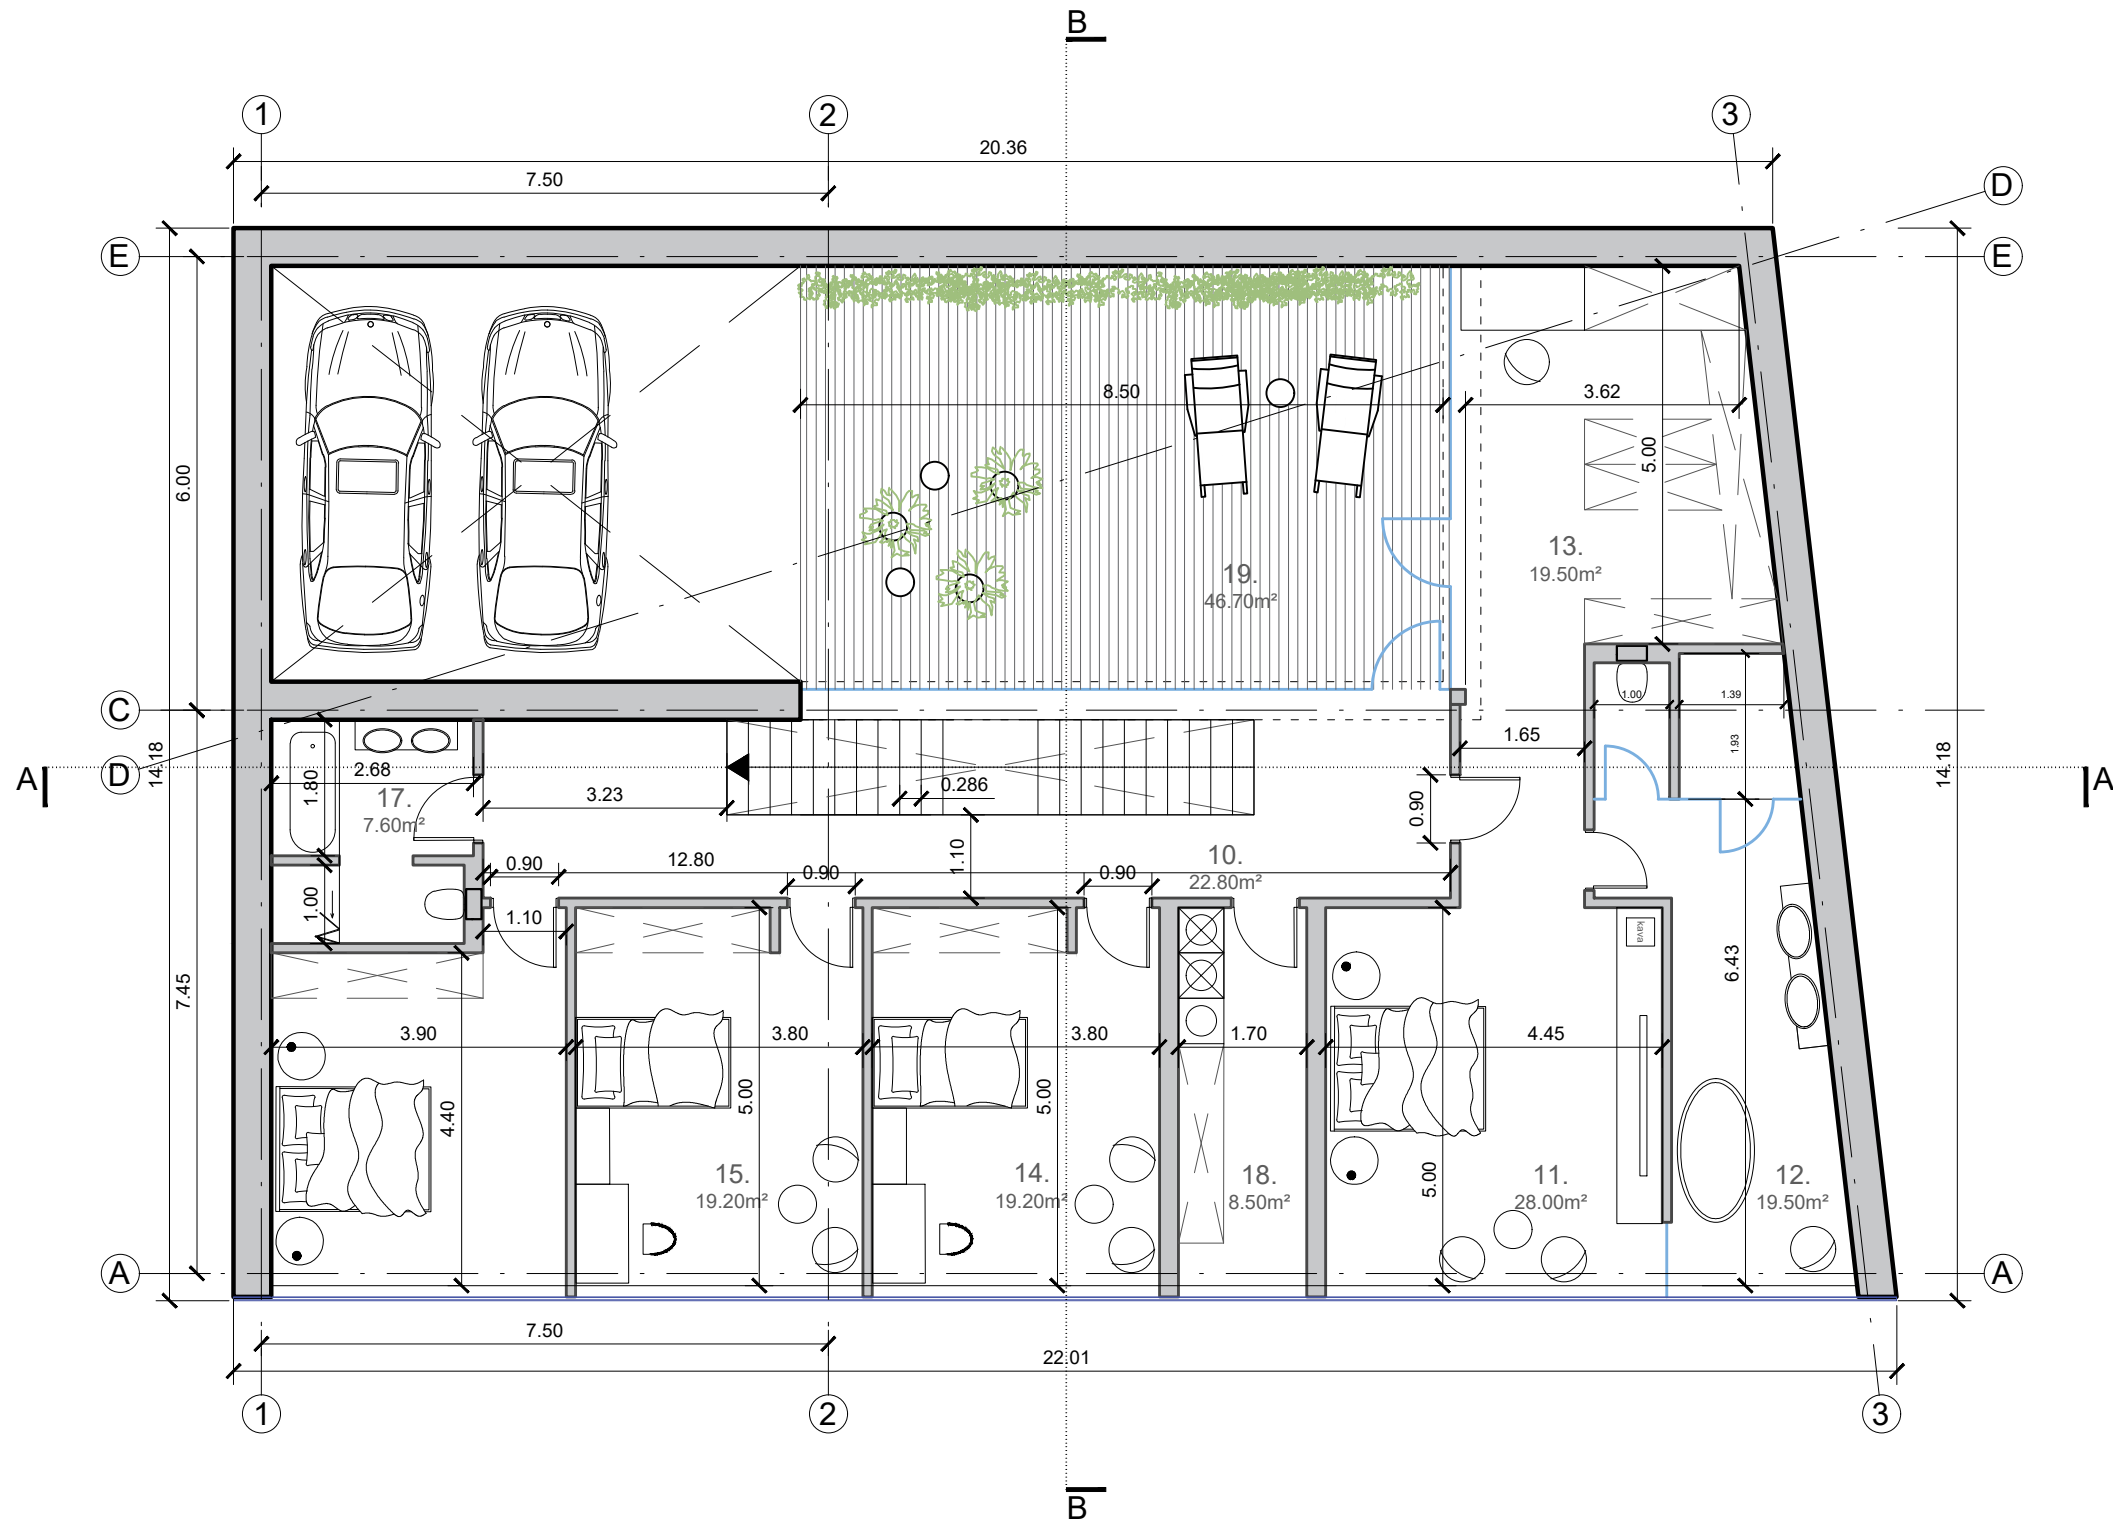 B
1
2
3
20.36
7.50
D
E
E
8.50
3.62
6.00
5.00
13.
19.50m²
19.
46.70m²
1.00
1.39
C
1.65
1.93
14.18
14.18
A
D
2.68
1.80
17.
7.60m²
3.23
0.286
0.90
A
0.90
12.80
0.90
1.10
0.90
10.
22.80m²
1.00
1.10
kava
7.45
6.43
3.90
3.80
3.80
1.70
4.45
4.40
5.00
5.00
5.00
15.
19.20m²
14.
19.20m²
18.
8.50m²
11.
28.00m²
12.
19.50m²
A
A
7.50
22.01
1
2
3
B